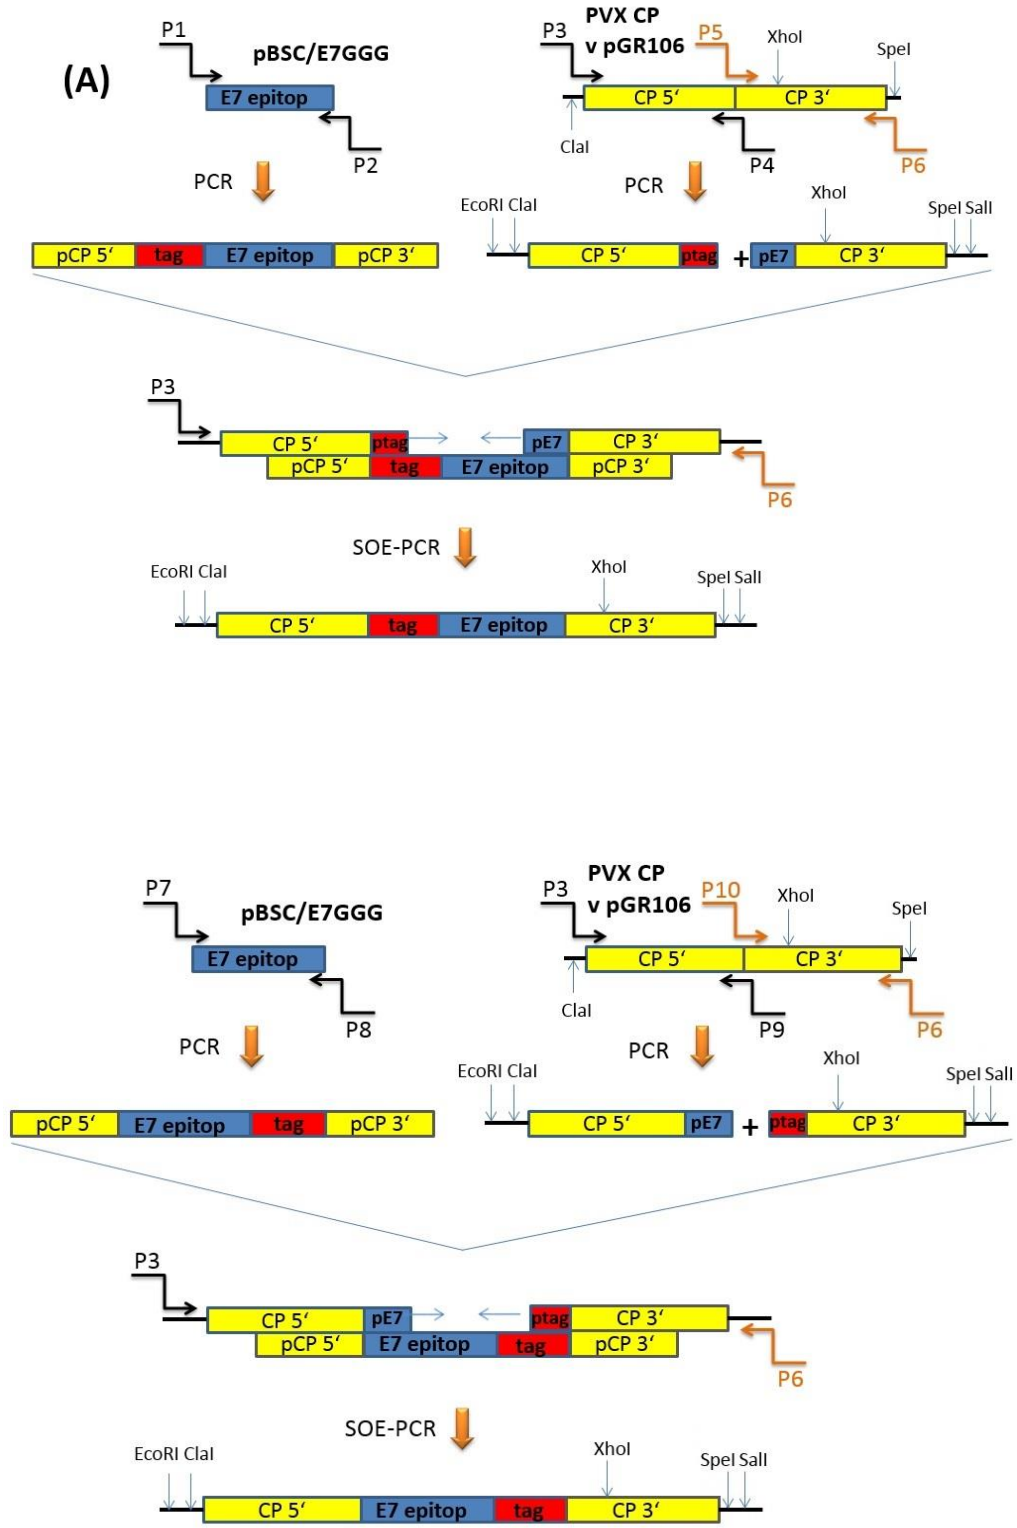 (A)
P1
pBSC/E7GGG
E7 epitop
P2
PCR
PVX CP
v pGR106
P3
P5
XhoI
SpeI
CP 5‘
CP 3‘
ClaI
P4
P6
PCR
pCP 5‘ tag E7 epitop pCP 3‘
EcoRI ClaI
XhoI
SpeI SalI
CP 5‘ ptag + pE7 CP 3‘
P3
CP 5‘ ptag pE7 CP 3‘
pCP 5‘ tag E7 epitop pCP 3‘
P6
SOE-PCR
EcoRI ClaI
XhoI
SpeI SalI
CP 5‘ tag E7 epitop CP 3‘
P7
pBSC/E7GGG
E7 epitop
P8
PCR
PVX CP
v pGR106
P3
P10
XhoI
SpeI
CP 5‘
CP 3‘
ClaI
P9
P6
PCR
pCP 5‘ E7 epitop tag pCP 3‘
EcoRI ClaI
XhoI
SpeI SalI
CP 5‘ pE7 + ptag CP 3‘
P3
CP 5‘ pE7 ptag CP 3‘
pCP 5‘ E7 epitop tag pCP 3‘
P6
SOE-PCR
EcoRI ClaI
XhoI
SpeI SalI
CP 5‘ E7 epitop tag CP 3‘